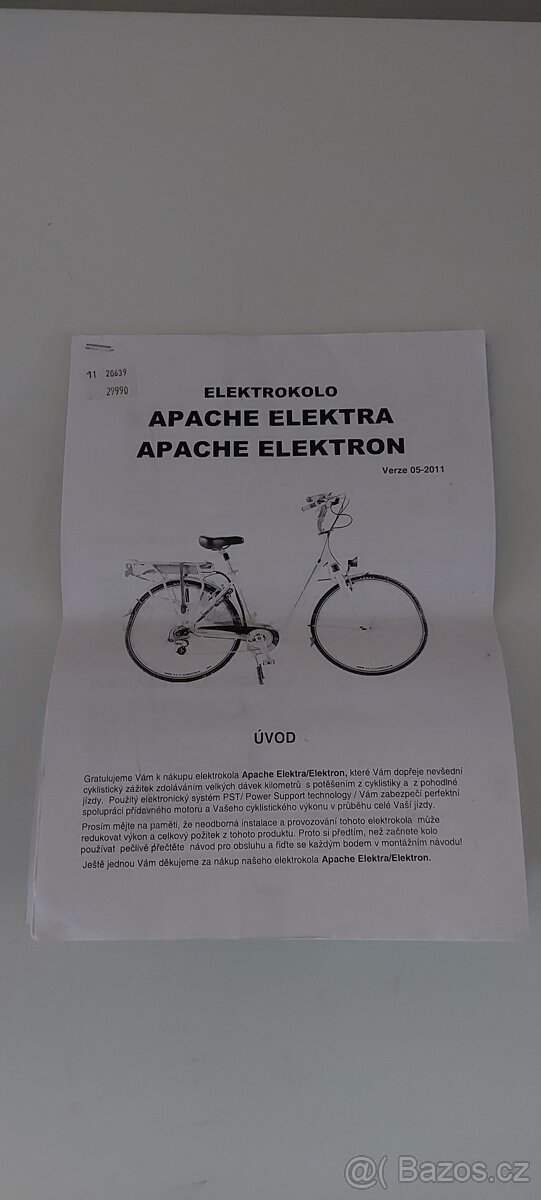 11 20639
29990
ELEKTROKOLO
APACHE ELEKTRA
APACHE ELEKTRON
Verze 05-2011
ÚVOD
Gratulujeme Vám k nákupu elektrokola Apache Elektra/Elektron, které Vám dopřeje nevšední
cyklistický zážitek zdoláváním velkých dávek kilometrů s potěšením z cyklistiky a z pohodlné
jízdy. Použitý elektronický systém PST/ Power Support technology / Vám zabezpečí perfektní
spolupráci přídavného motoru a Vašeho cyklistického výkonu v průběhu celé Vaší jízdy.
Prosím mějte na paměti, že neodborná instalace a provozování tohoto elektrokola může
redukovat výkon a celkový požitek z tohoto produktu. Proto si předtím, než začnete kolo
používat pečlivě přečtěte návod pro obsluhu a řiďte se každým bodem v montážním návodu!
Ještě jednou Vám děkujeme za nákup našeho elektrokola Apache Elektra/Elektron.
@( Bazos.cz